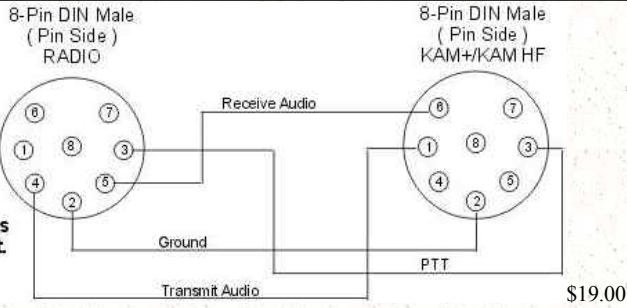 8-Pin DIN Male
( Pin Side )
RADIO
8-Pin DIN Male
( Pin Side )
KAM+/KAM HF
6
7
1
8
3
4
5
2
Receive Audio
6
7
1
8
3
4
5
2
s
t
Ground
PTT
Transmit Audio
$19.00